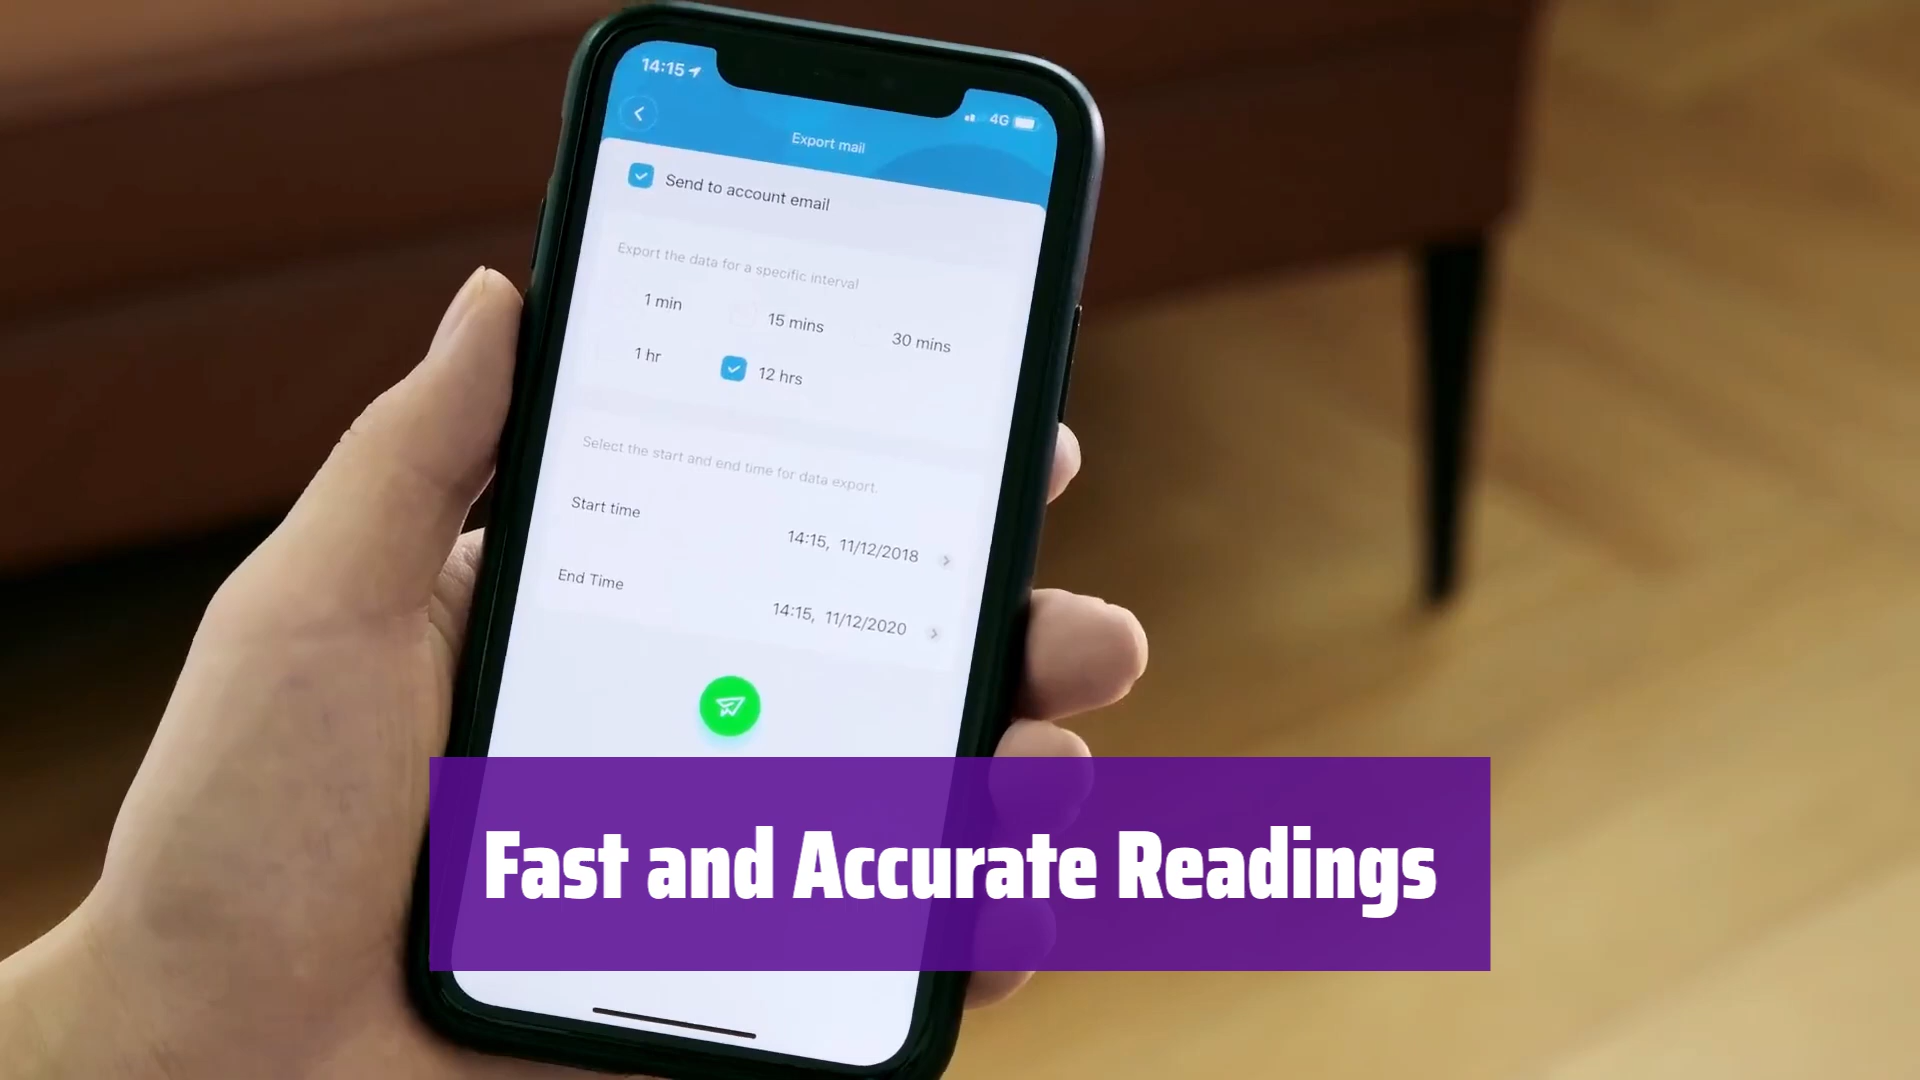 14:15
4G
Export mail
Send to account email
Export the data for a specific interval
1 min 15 mins 30 mins
1 hr 12 hrs
Select the start and end time for data export.
Start time
14:15, 11/12/2018
End Time
14:15, 11/12/2020
Fast and Accurate Readings